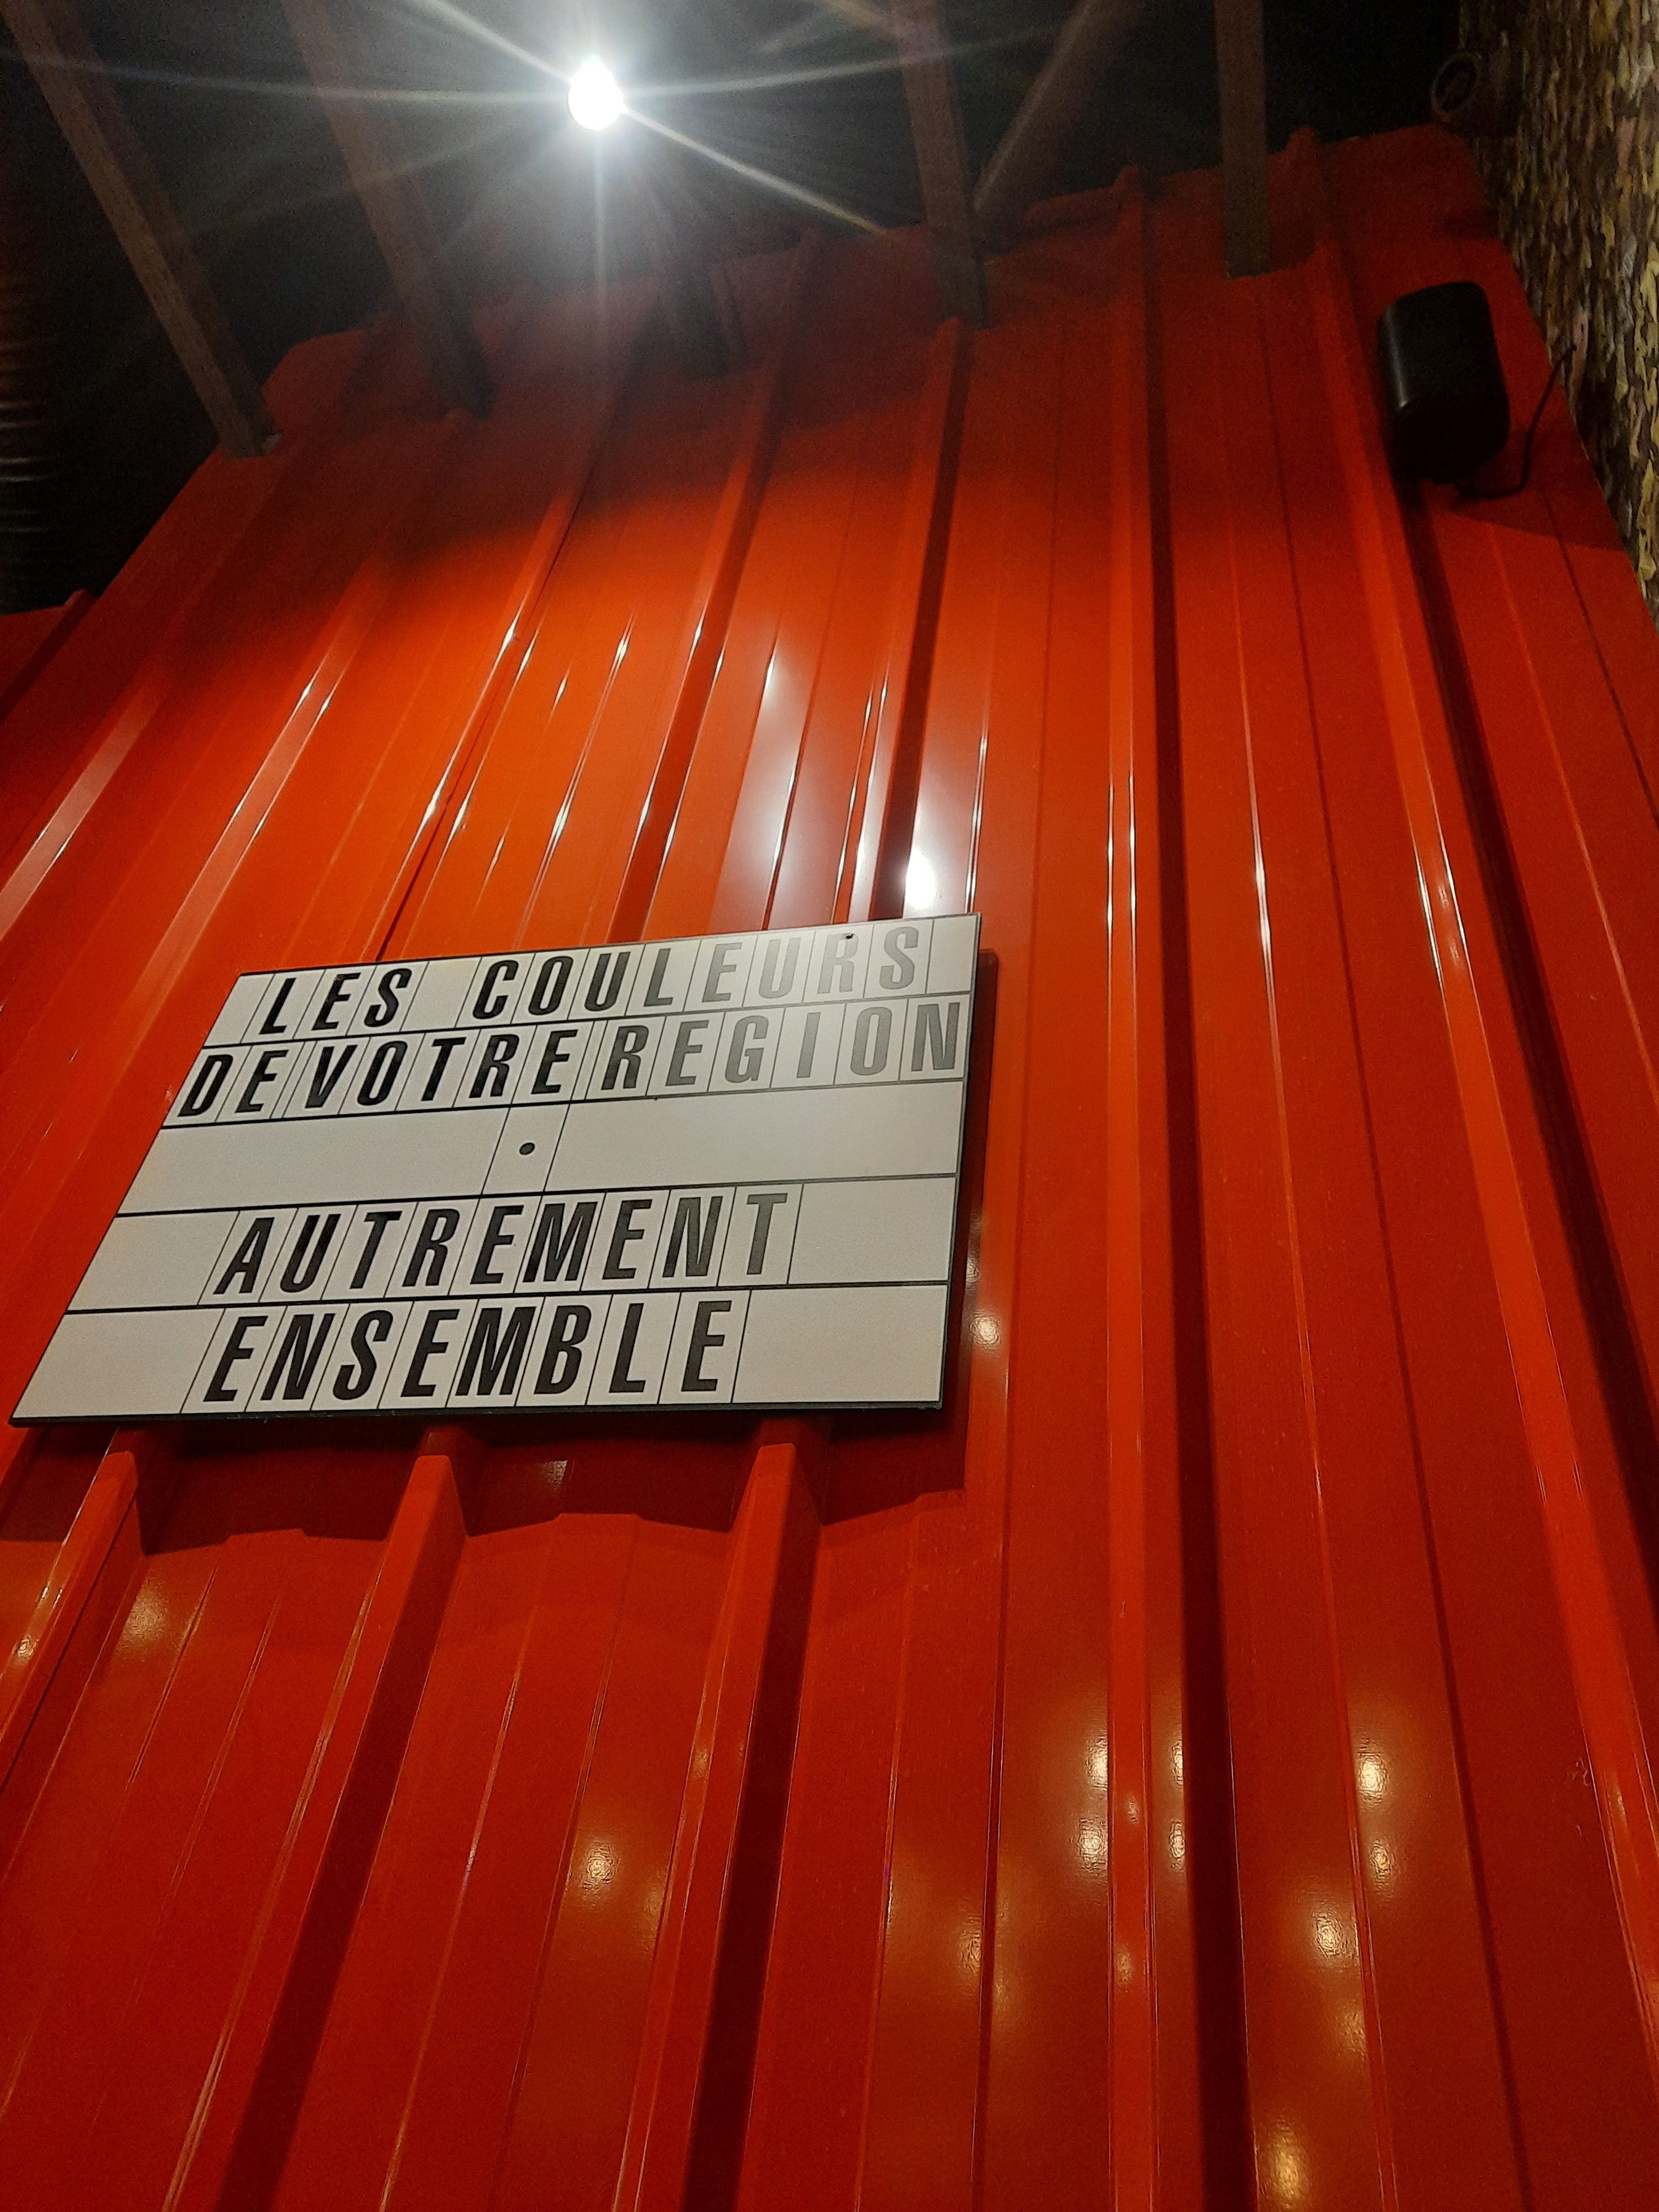 LES COULEURS
DE VOTRE REGION
•
AUTREMENT
ENSEMBLE